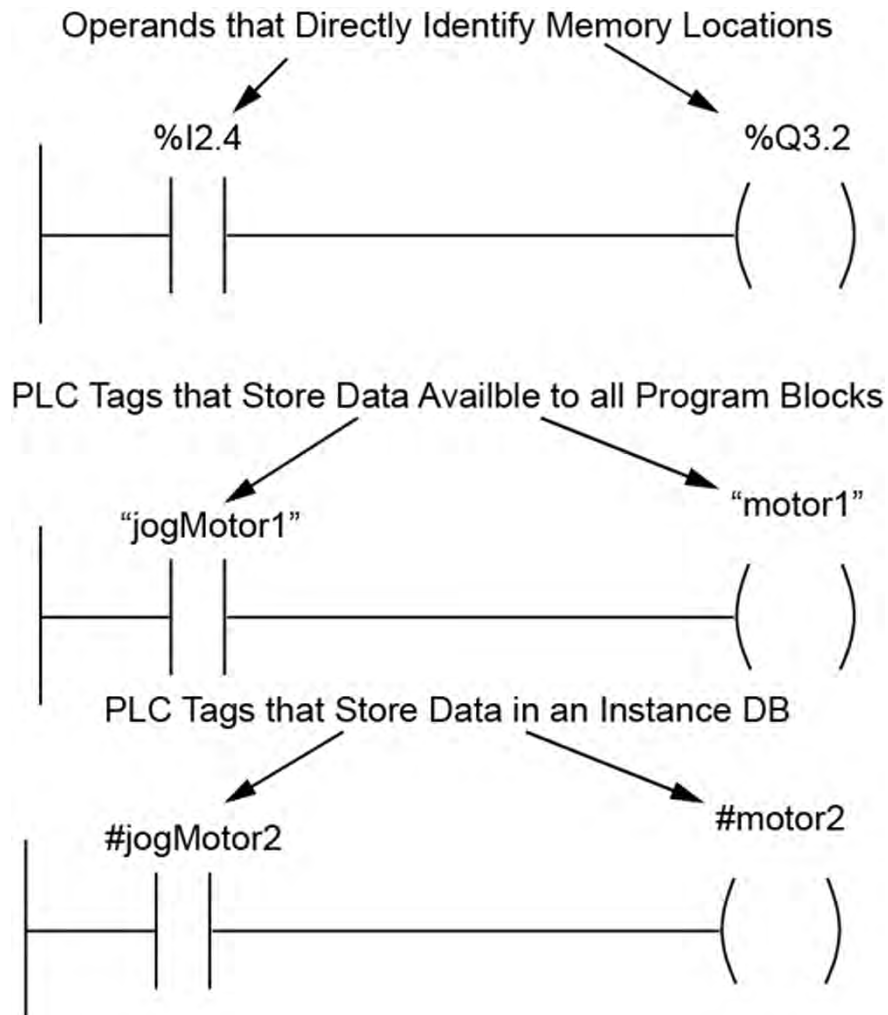 Operands that Directly Identify Memory Locations
%I2.4 %Q3.2
PLC Tags that Store Data Availble to all Program Blocks
“jogMotor1” “motor1”
PLC Tags that Store Data in an Instance DB
#jogMotor2 #motor2